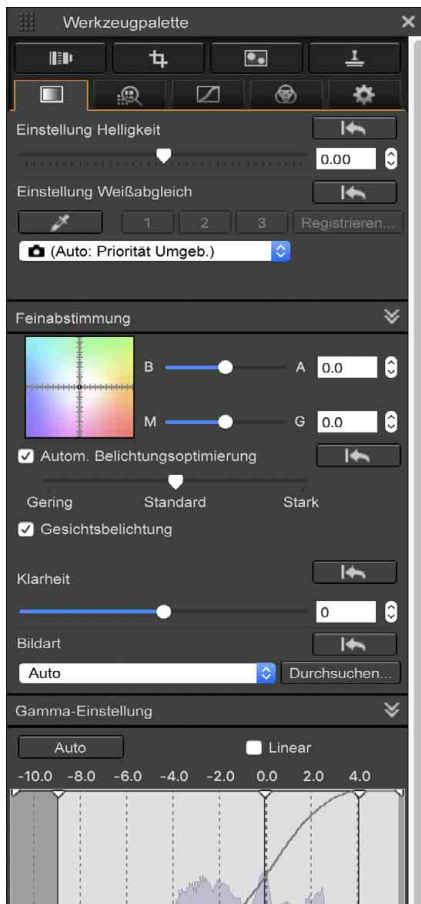 Werkzeugpalette
Einstellung Helligkeit
0.00
Einstellung Weißabgleich
1 2 3 Registrieren...
(Auto: Priorität Umgeb.)
Feinabstimmung
B A 0.0
M G 0.0
Autom. Belichtungsoptimierung
Gering Standard Stark
Gesichtsbelichtung
Klarheit
0
Bildart
Auto Durchsuchen...
Gamma-Einstellung
Auto Linear
-10.0 -8.0 -6.0 -4.0 -2.0 0.0 2.0 4.0